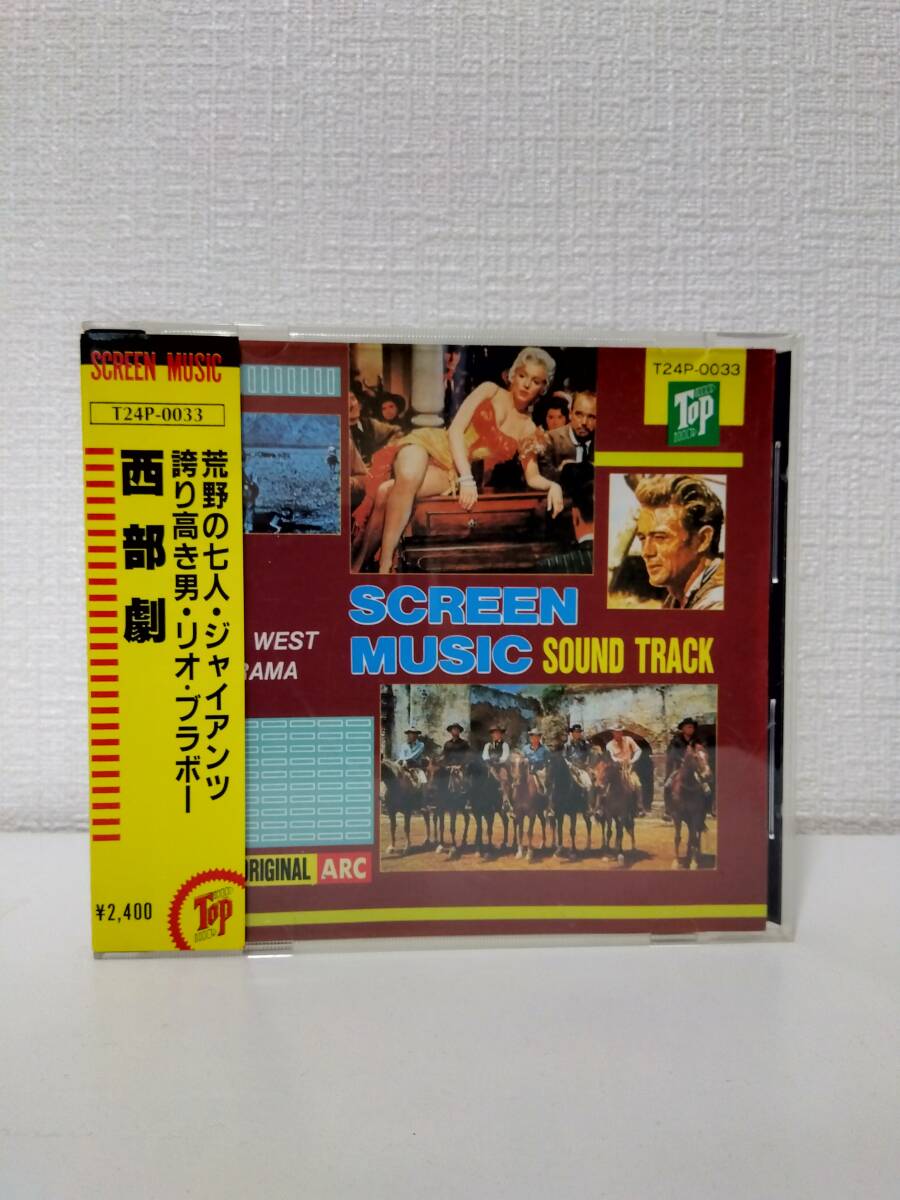 SCREEN MUSIC
T24P-0033
荒野の七人・ジャイアンツ
誇り高き男・リオ・ブラボー
西部劇
¥2,400
Top
T24P-0033
Top
SCREEN
MUSIC SOUND TRACK
WEST
RAMA
ORIGINAL ARC